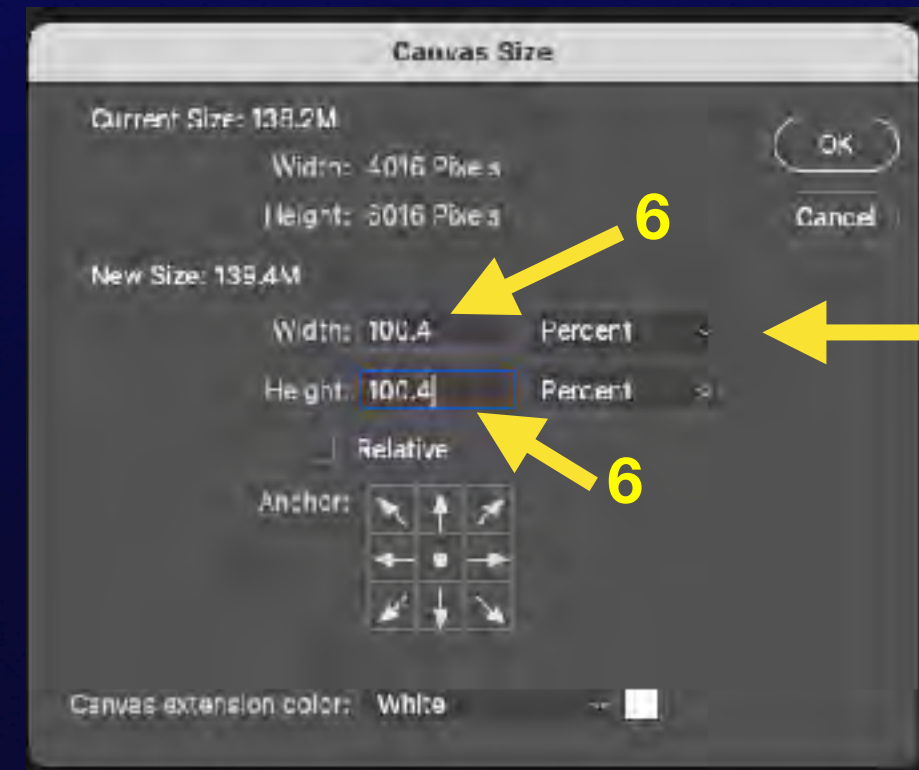 Canvas Size
Current Size: 138.2M
OK
Width: 4016 Pixels
Height: 6016 Pixels
6
Cancel
New Size: 139.4M
Width: 100.4 Percent
Height: 100.4 Percent
Relative
6
Anchor:
Canvas extension color: White